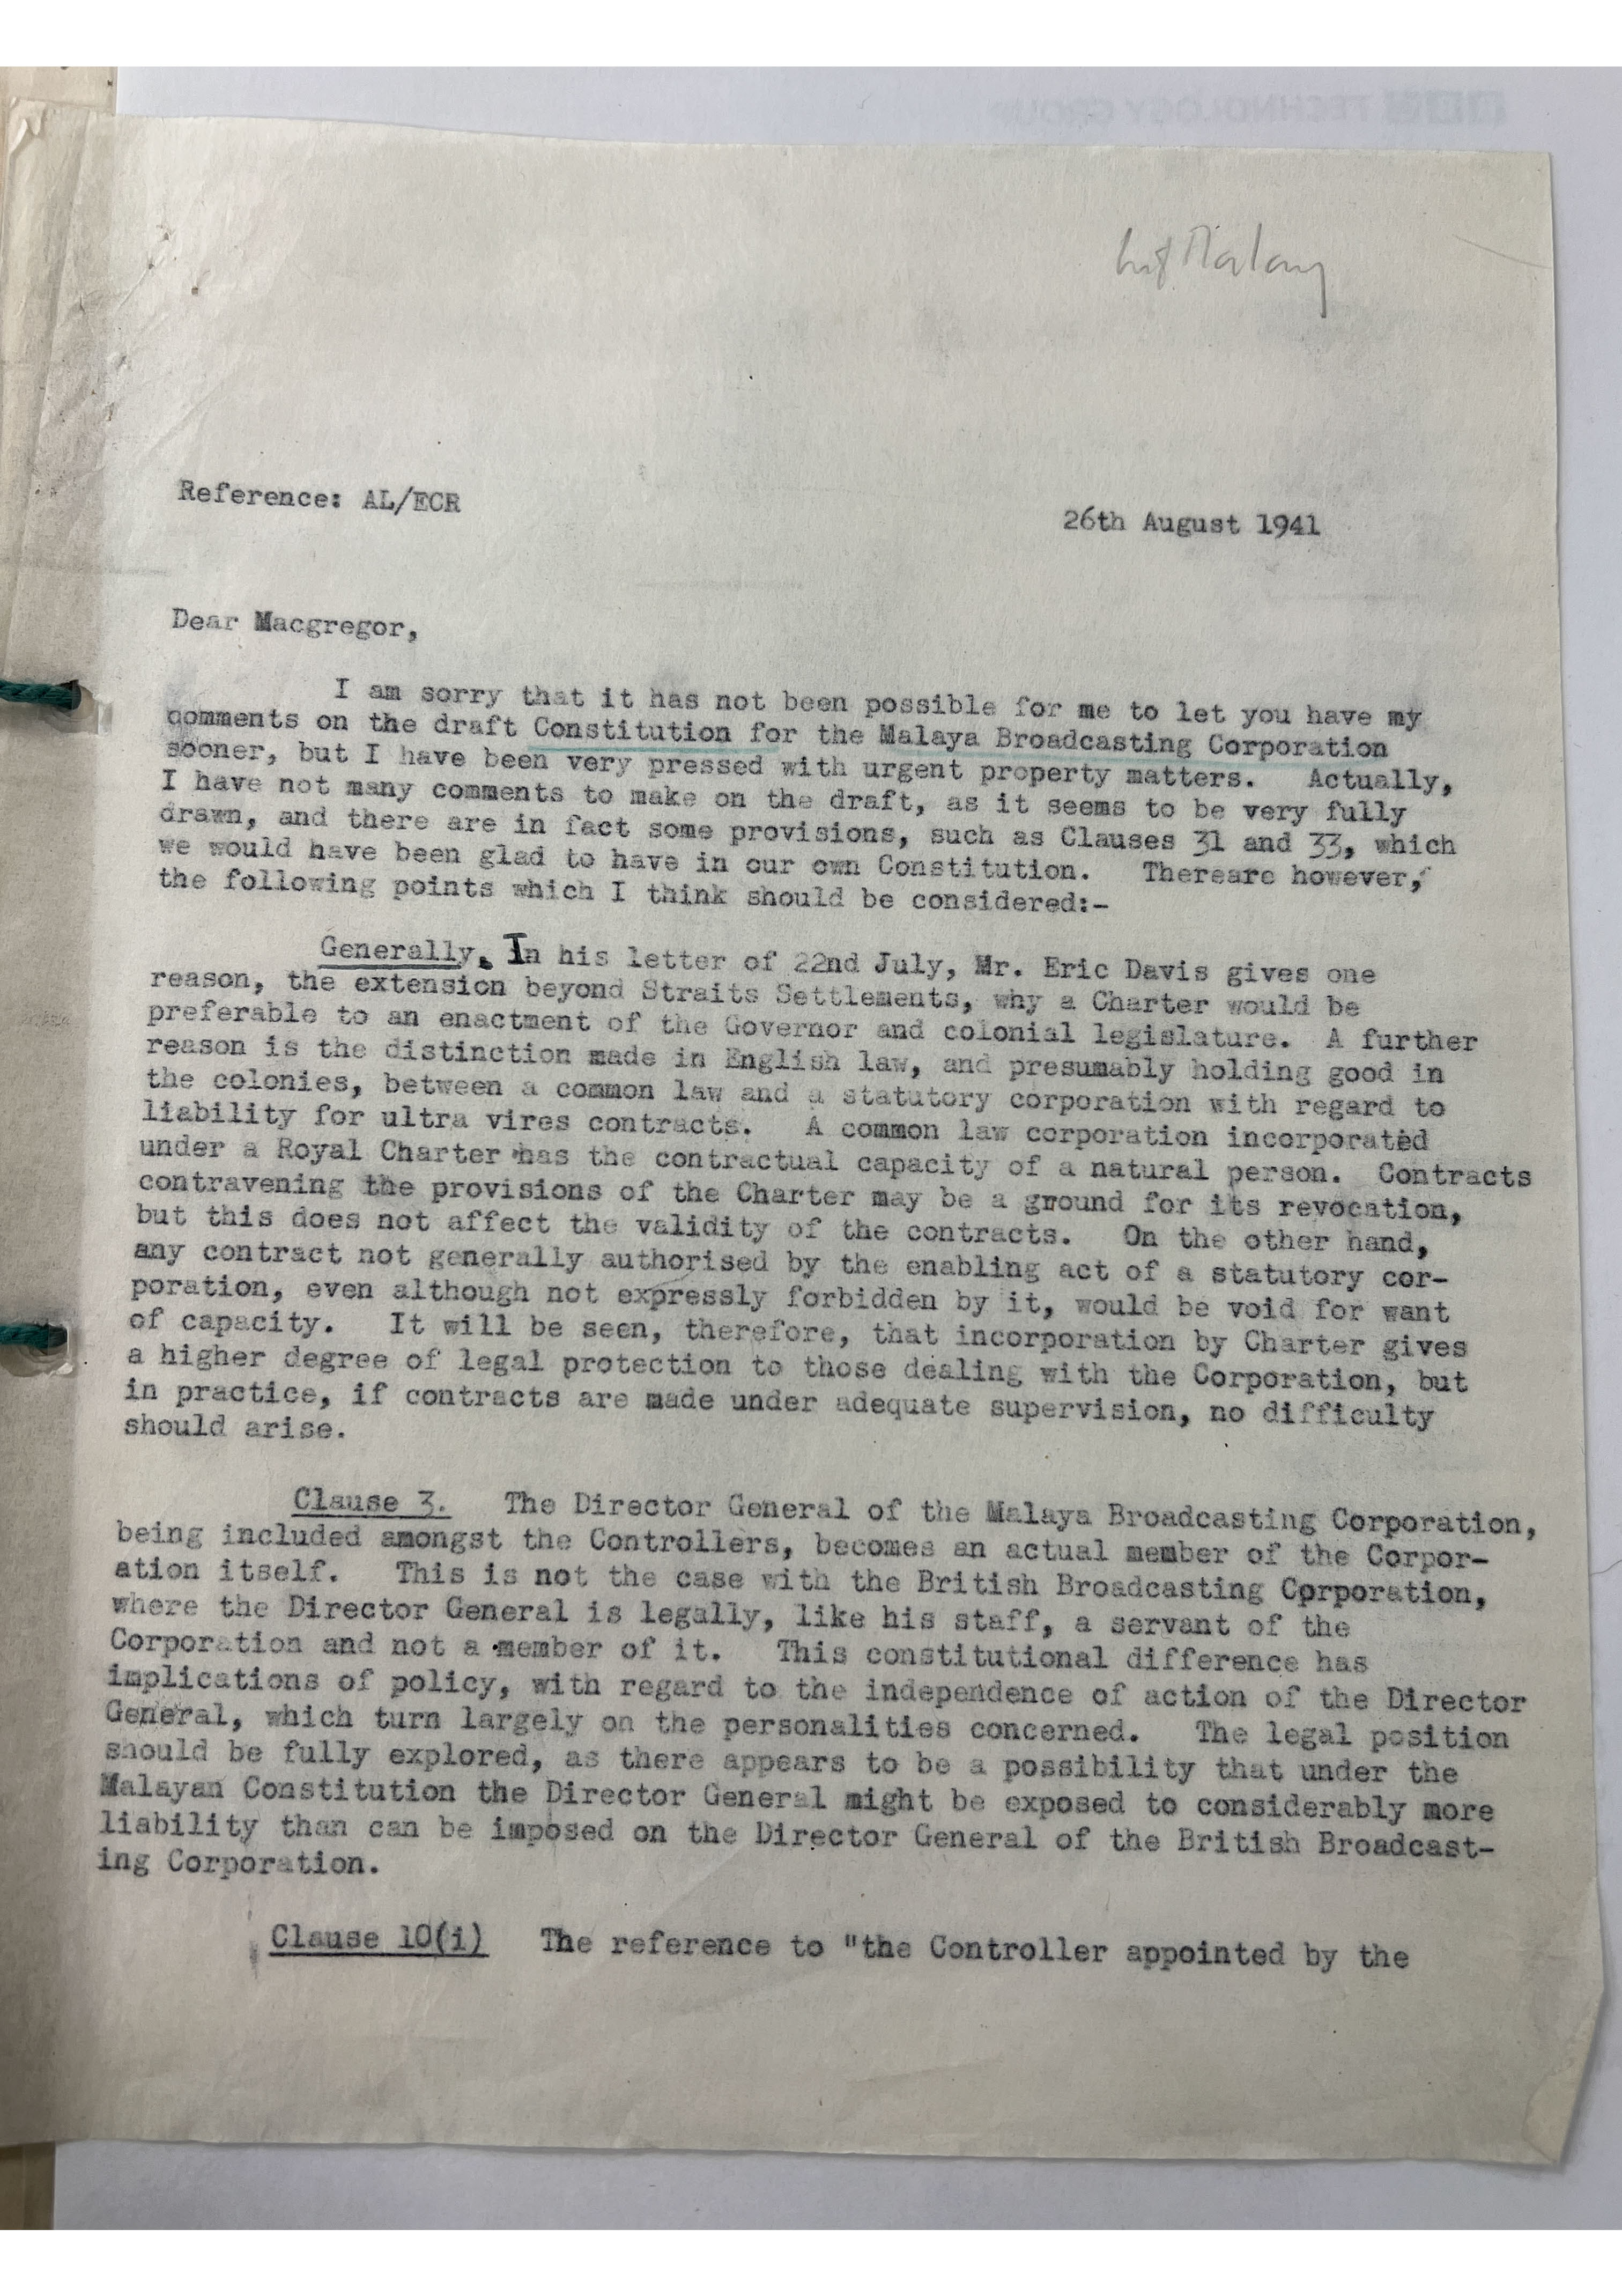 TECHNOLOGY GROUP
Reference: AL/ECR
26th August 1941
Dear Macgregor,
I am sorry that it has not been possible for me to let you have my
comments on the draft Constitution for the Malaya Broadcasting Corporation
sooner, but I have been very pressed with urgent property matters. Actually,
I have not many comments to make on the draft, as it seems to be very fully
drawn, and there are in fact some provisions, such as Clauses 31 and 33, which
we would have been glad to have in our own Constitution. Thereare however,
the following points which I think should be considered:-
Generally. In his letter of 22nd July, Mr. Eric Davis gives one
reason, the extension beyond Straits Settlements, why a Charter would be
preferable to an enactment of the Governor and colonial legislature. A further
reason is the distinction made in English law, and presumably holding good in
the colonies, between a common law and a statutory corporation with regard to
liability for ultra vires contracts. A common law corporation incorporated
under a Royal Charter has the contractual capacity of a natural person. Contracts
contravening the provisions of the Charter may be a ground for its revocation,
but this does not affect the validity of the contracts. On the other hand,
any contract not generally authorised by the enabling act of a statutory cor-
poration, even although not expressly forbidden by it, would be void for want
of capacity. It will be seen, therefore, that incorporation by Charter gives
a higher degree of legal protection to those dealing with the Corporation, but
in practice, if contracts are made under adequate supervision, no difficulty
should arise.
Clause 3. The Director General of the Malaya Broadcasting Corporation,
being included amongst the Controllers, becomes an actual member of the Corpor-
ation itself. This is not the case with the British Broadcasting Corporation,
where the Director General is legally, like his staff, a servant of the
Corporation and not a member of it. This constitutional difference has
implications of policy, with regard to the independence of action of the Director
General, which turn largely on the personalities concerned. The legal position
should be fully explored, as there appears to be a possibility that under the
Malayan Constitution the Director General might be exposed to considerably more
liability than can be imposed on the Director General of the British Broadcast-
ing Corporation.
Clause 10(i) The reference to "the Controller appointed by the